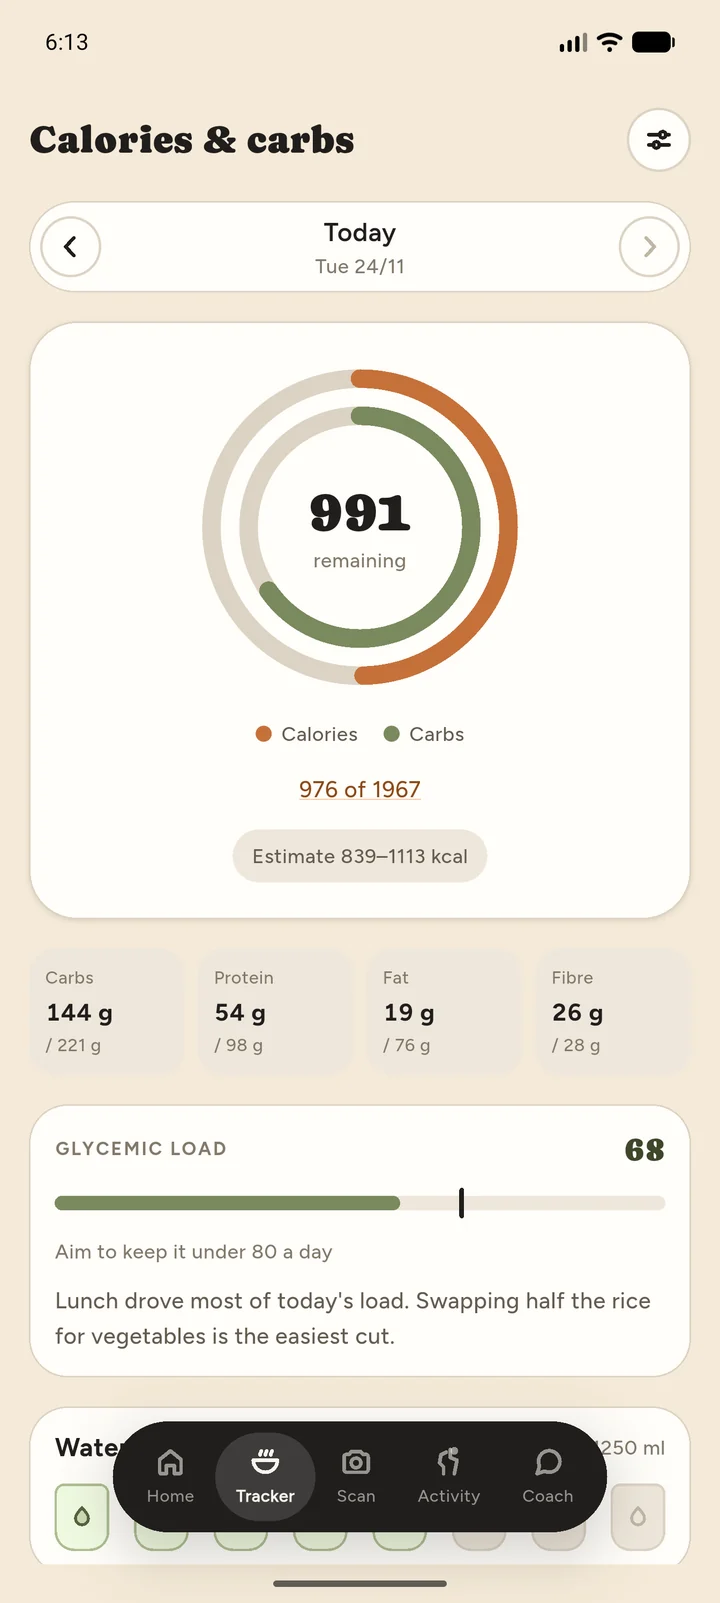 6:13
Calories & carbs
Today
Tue 24/11
991
remaining
Calories
Carbs
976 of 1967
Estimate 839–1113 kcal
Carbs
144 g
/ 221 g
Protein
54 g
/ 98 g
Fat
19 g
/ 76 g
Fibre
26 g
/ 28 g
GLYCEMIC LOAD
68
Aim to keep it under 80 a day
Lunch drove most of today's load. Swapping half the rice
for vegetables is the easiest cut.
ml
Home
Tracker
Scan
Activity
Coach